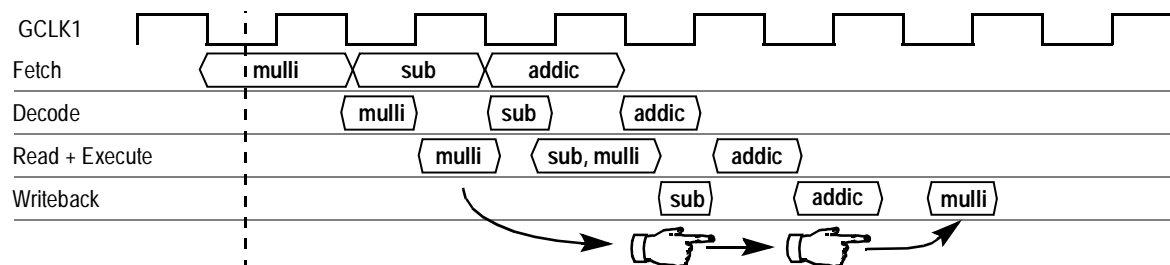 GCLK1
Fetch mulli sub addic
Decode mulli sub addic
Read + Execute mulli sub, mulli addic
Writeback sub addic mulli